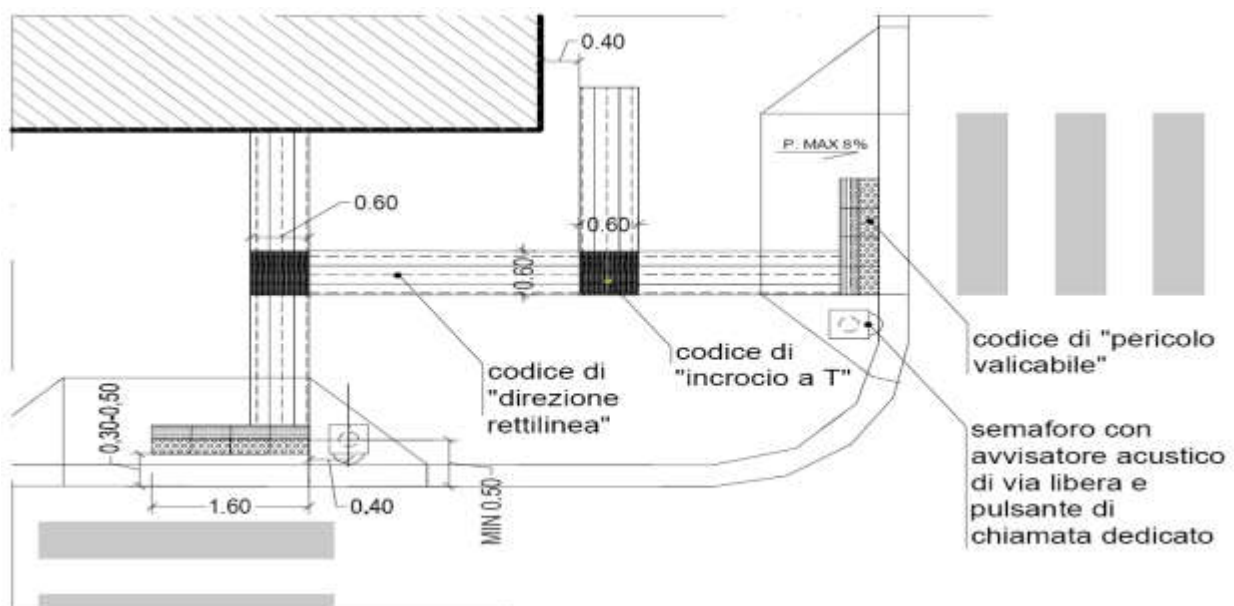 0.40
P. MAX 8%
0.60
0.60
0.60
codice di "pericolo
valicabile"
codice di
"incrocio a T"
codice di
"direzione
rettilinea"
0,30-0,50
semaforo con
avvisatore acustico
di via libera e
pulsante di
chiamata dedicato
1.60
0.40
MIN 0.50